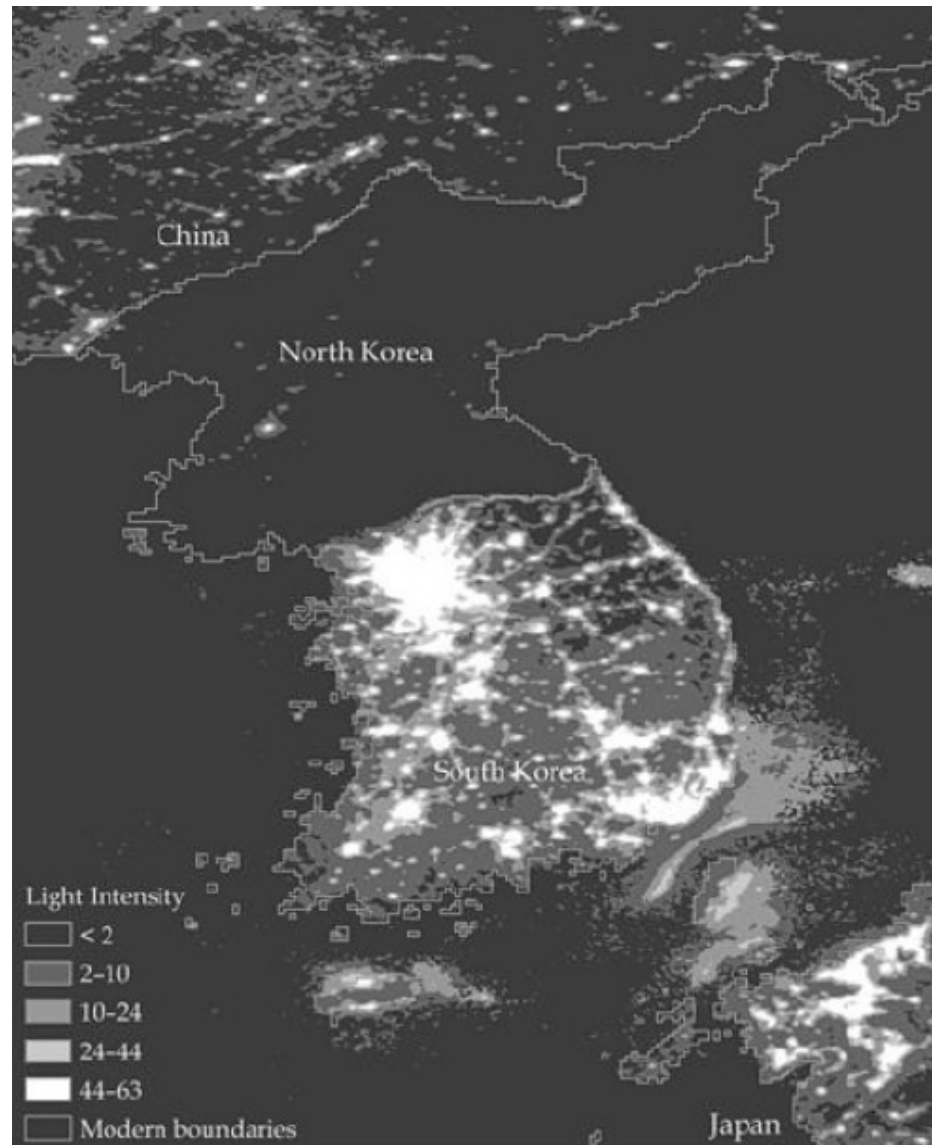 China
North Korea
South Korea
Light Intensity
< 2
2–10
10–24
24–44
44–63
Modern boundaries
Japan